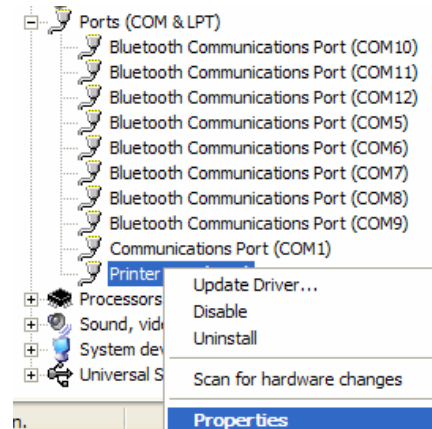 Ports (COM & LPT)
Bluetooth Communications Port (COM10)
Bluetooth Communications Port (COM11)
Bluetooth Communications Port (COM12)
Bluetooth Communications Port (COM5)
Bluetooth Communications Port (COM6)
Bluetooth Communications Port (COM7)
Bluetooth Communications Port (COM8)
Bluetooth Communications Port (COM9)
Communications Port (COM1)
Printer
Processors
Sound, vid
System dev
Universal S
Update Driver...
Disable
Uninstall
Scan for hardware changes
Properties
n.